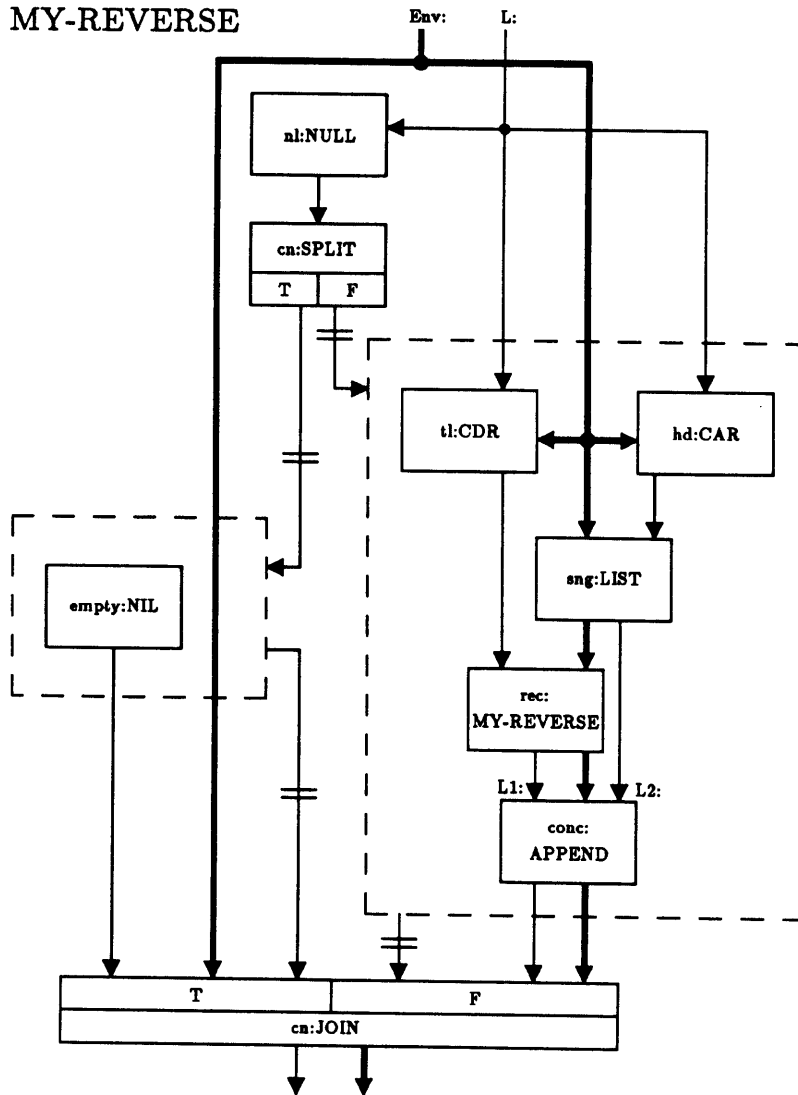 MY-REVERSE
Env:
L:
nl:NULL
cn:SPLIT
T
F
tl:CDR
hd:CAR
sng:LIST
empty:NIL
rec:
MY-REVERSE
L1:
L2:
conc:
APPEND
T
F
cn:JOIN